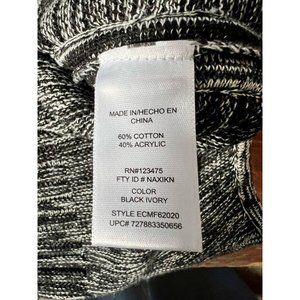 MADE IN/HECHO EN
CHINA
60% COTTON
40% ACRYLIC
RN#123475
FTY ID # NAXIKN
COLOR
BLACK IVORY
STYLE ECMF62020
UPC# 727883350656